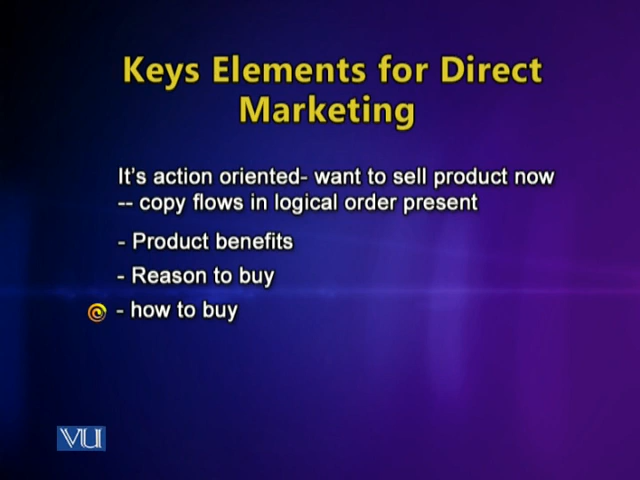 Keys Elements for Direct
Marketing
It's action oriented- want to sell product now
-- copy flows in logical order present
- Product benefits
- Reason to buy
- how to buy
VU